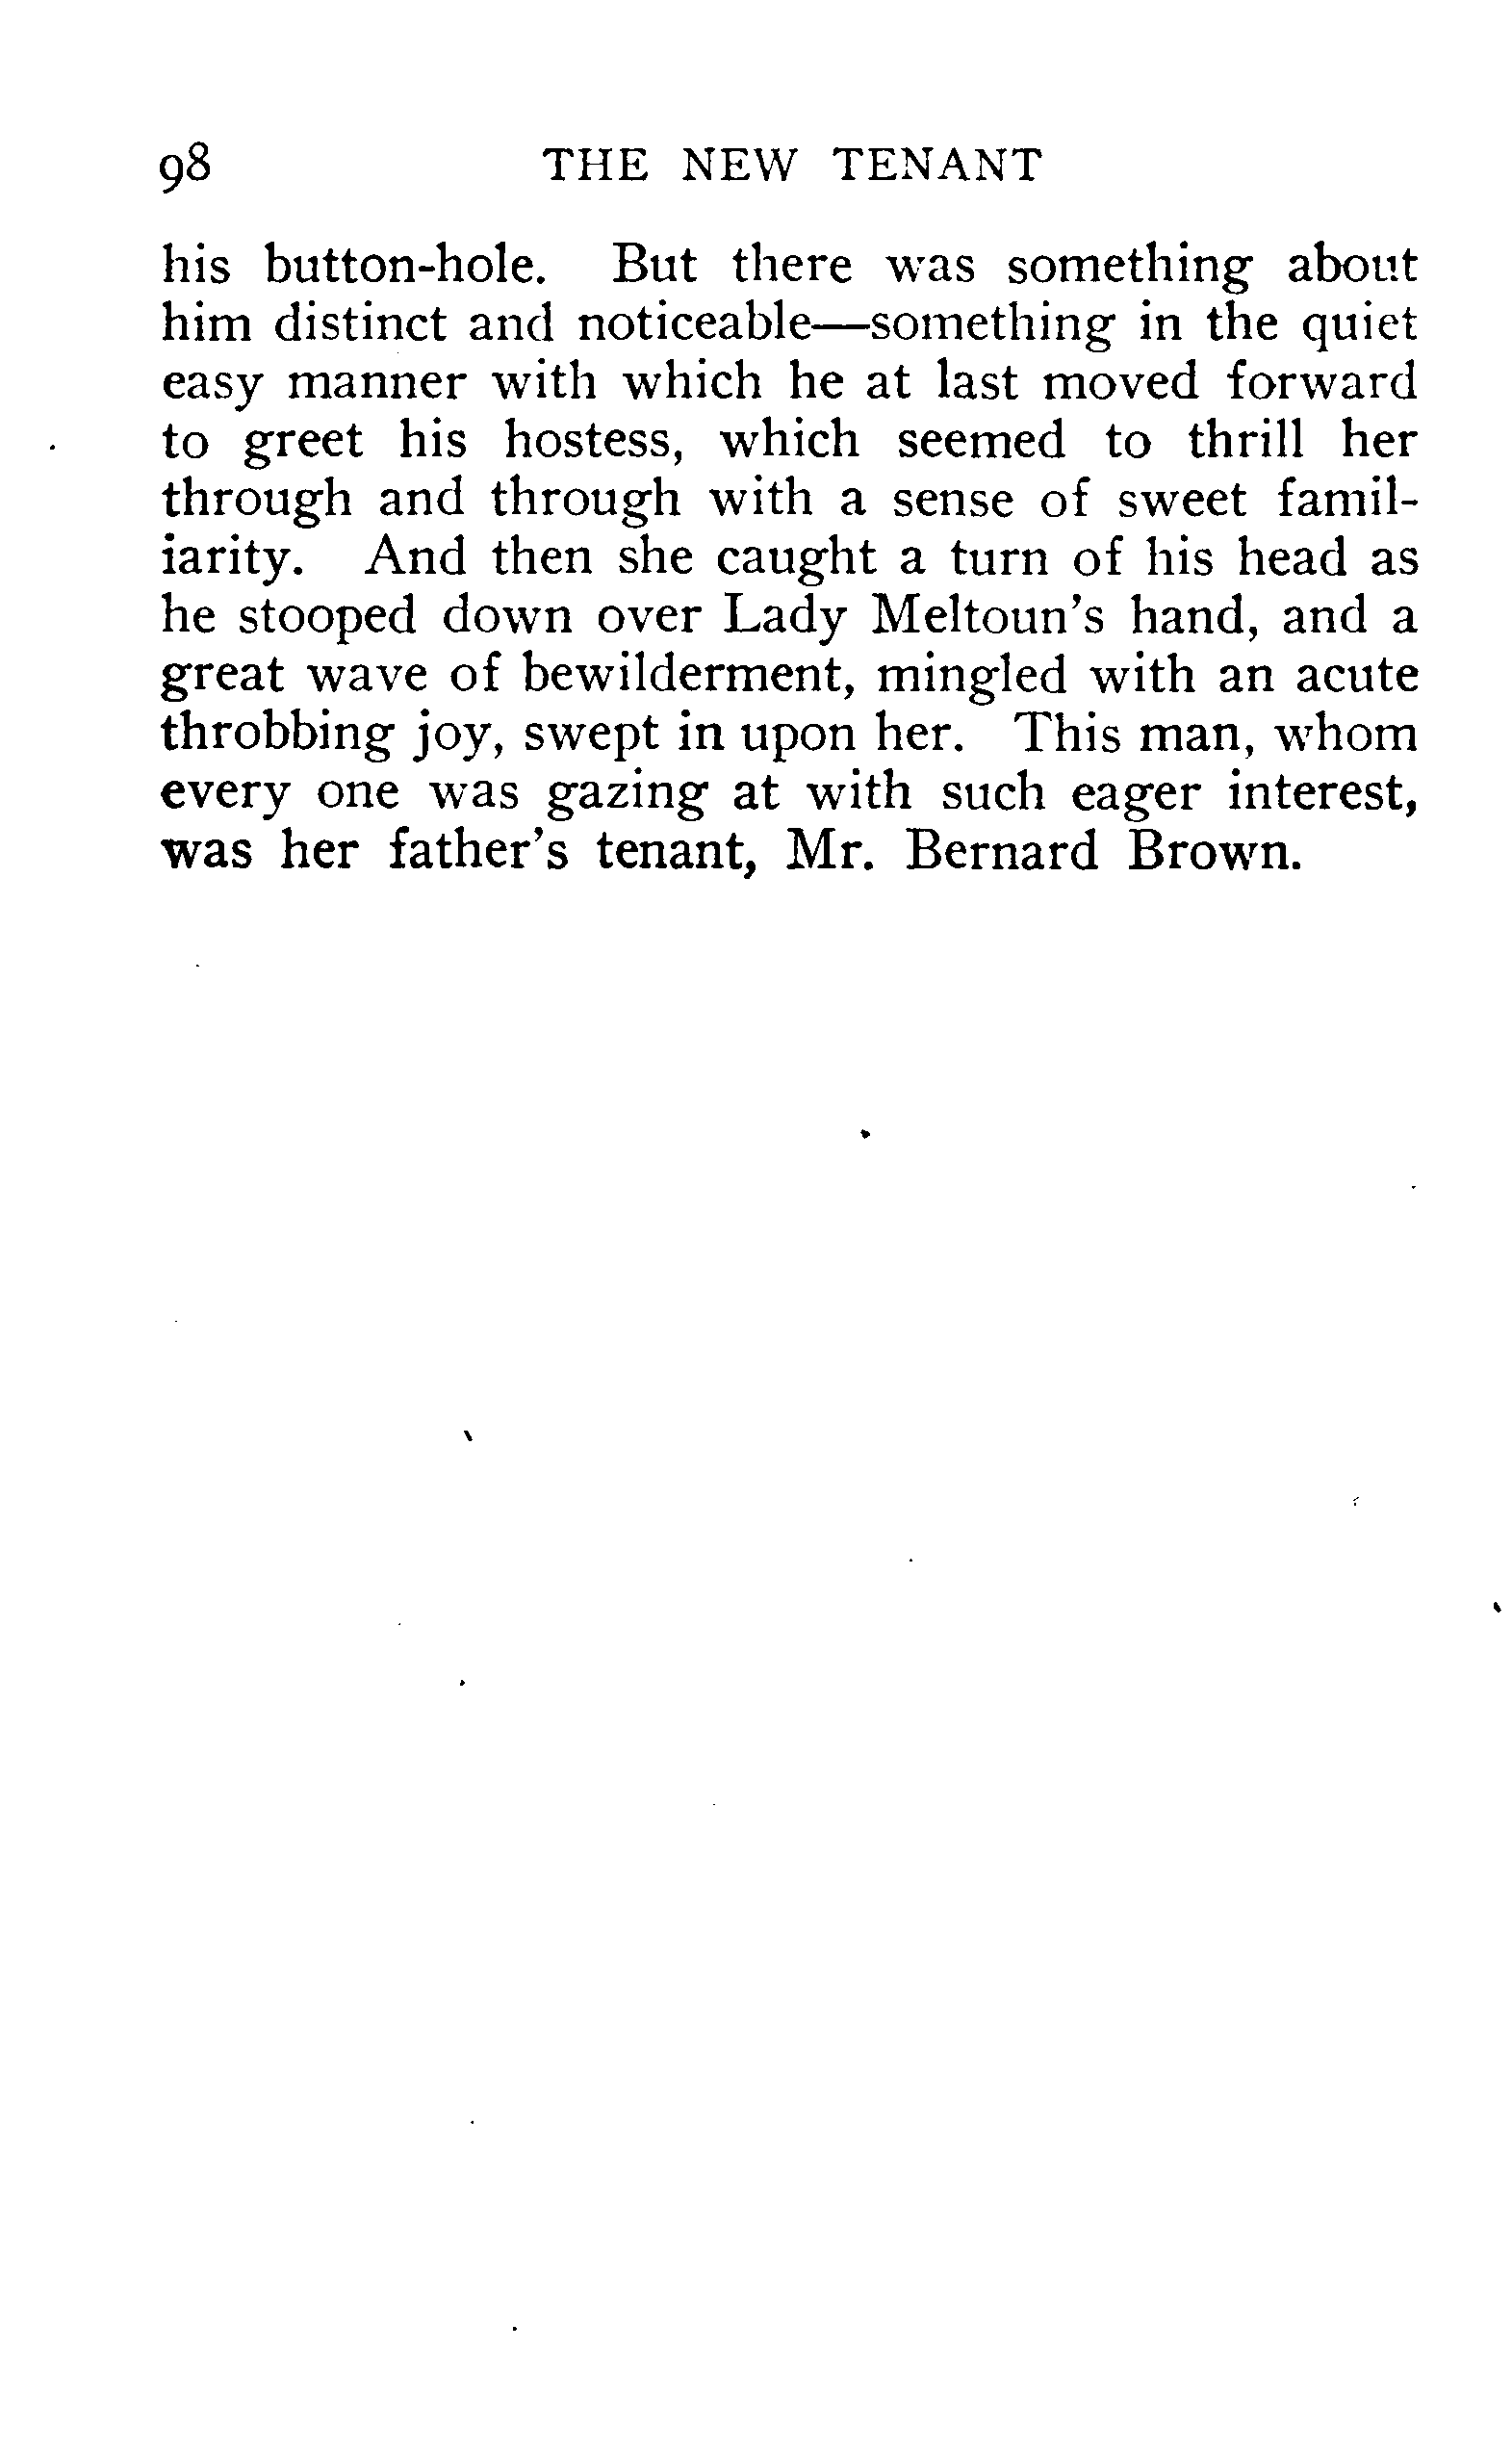 98 THE NEW TENANT
his button-hole. But there was something about
him distinct and noticeable—something in the quiet
easy manner with which he at last moved forward
to greet his hostess, which seemed to thrill her
through and through with a sense of sweet famil-
iarity. And then she caught a turn of his head as
he stooped down over Lady Meltoun's hand, and a
great wave of bewilderment, mingled with an acute
throbbing joy, swept in upon her. This man, whom
every one was gazing at with such eager interest,
was her father's tenant, Mr. Bernard Brown.